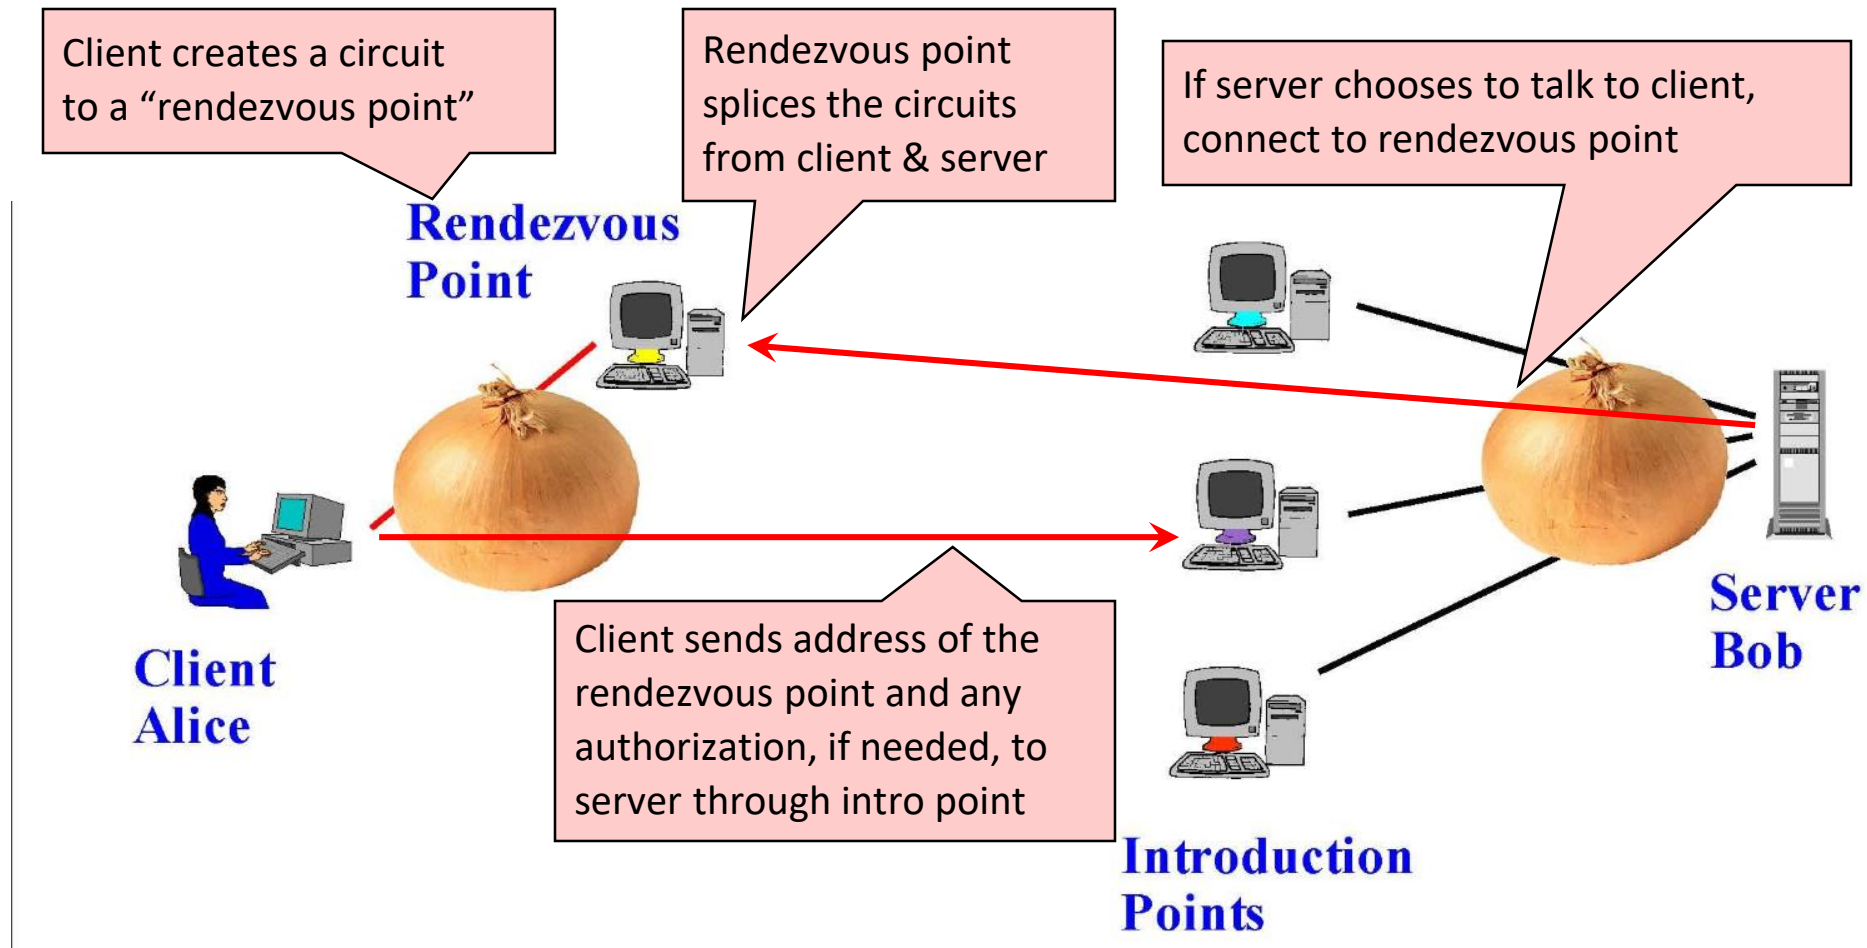 Client creates a circuit
to a “rendezvous point”
Rendezvous point
splices the circuits
from client & server
If server chooses to talk to client,
connect to rendezvous point
Rendezvous
Point
Client sends address of the
rendezvous point and any
authorization, if needed, to
server through intro point
Client
Alice
Server
Bob
Introduction
Points